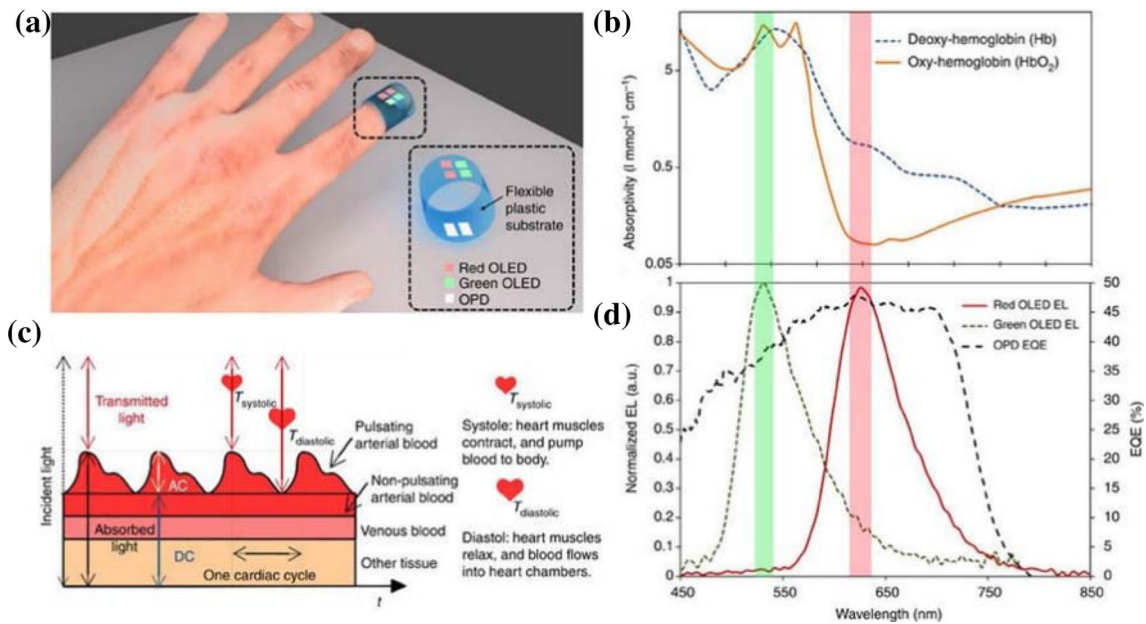 (a)
Flexible
plastic
substrate
Red OLED
Green OLED
OPD
(b)
Absorptivity (l mmol⁻¹ cm⁻¹)
5
0.5
0.05
Deoxy-hemoglobin (Hb)
Oxy-hemoglobin (HbO₂)
(c)
Incident light
Transmitted
light
Absorbed
light
AC
DC
One cardiac cycle
t
T systolic
T diastolic
Pulsating
arterial blood
Non-pulsating
arterial blood
Venous blood
Other tissue
T systolic
Systole: heart muscles
contract, and pump
blood to body.
T diastolic
Diastol: heart muscles
relax, and blood flows
into heart chambers.
(d)
Normalized EL (a.u.)
1
0.9
0.8
0.7
0.6
0.5
0.4
0.3
0.2
0.1
0
Red OLED EL
Green OLED EL
OPD EQE
50
45
40
35
30
25
20
15
10
5
0
EQE (%)
450
550
650
750
850
Wavelength (nm)